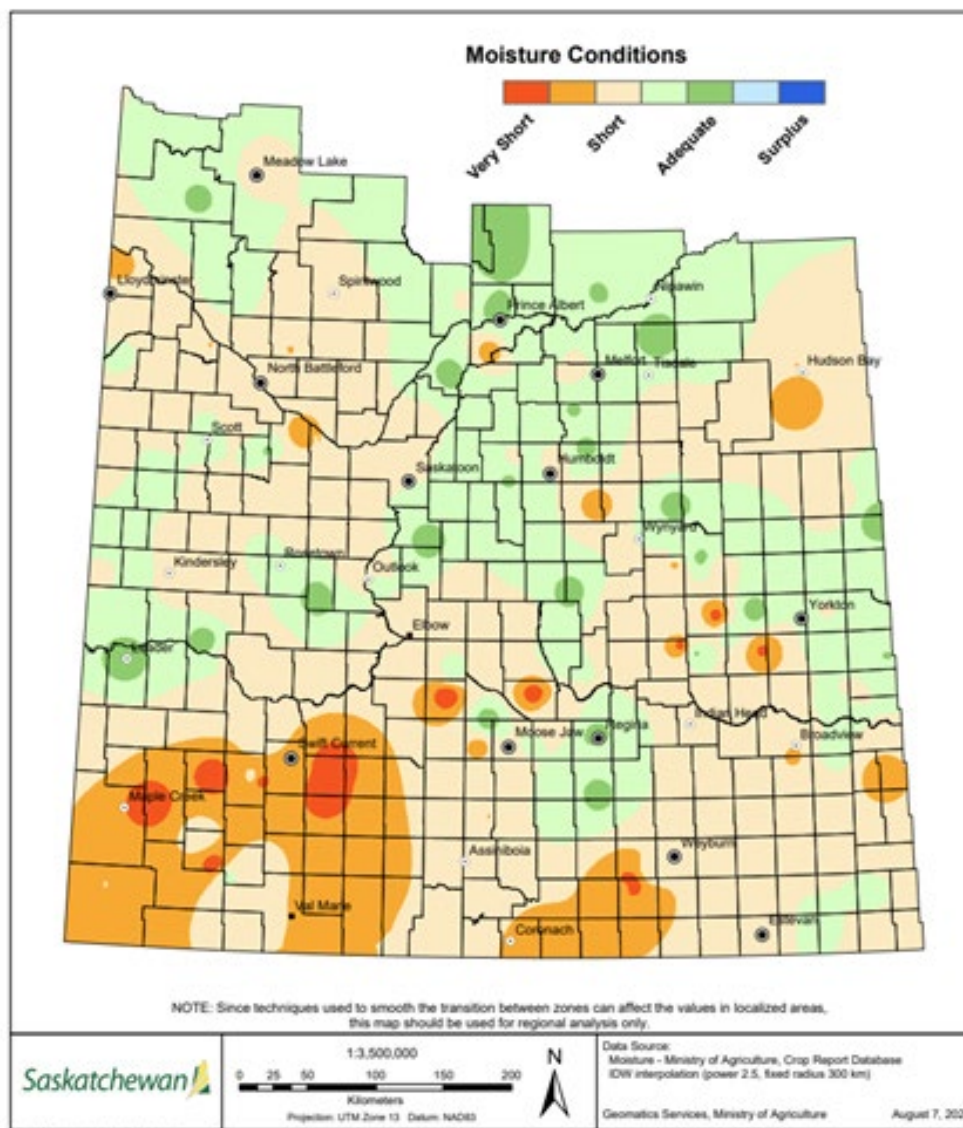 Moisture Conditions
Very Short
Short
Adequate
Surplus
Meadow Lake
Lloydminster
Spiritwood
Nipawin
Prince Albert
Melfort
Tisdale
Hudson Bay
North Battleford
Scott
Saskatoon
Humboldt
Wynyard
Kindersley
Rosetown
Outlook
Elbow
Yorkton
Leader
Indian Head
Swift Current
Moose Jaw
Regina
Broadview
Maple Creek
Assiniboia
Weyburn
Val Marie
Coronach
Estevan
NOTE: Since techniques used to smooth the transition between zones can affect the values in localized areas,
this map should be used for regional analysis only.
Saskatchewan
1:3,500,000
0 25 50 100 150 200
Kilometers
Projection: UTM Zone 13 Datum: NAD83
N
Data Source:
Moisture - Ministry of Agriculture, Crop Report Database
IDW interpolation (power 2.5, fixed radius 300 km)
Geomatics Services, Ministry of Agriculture August 7, 202